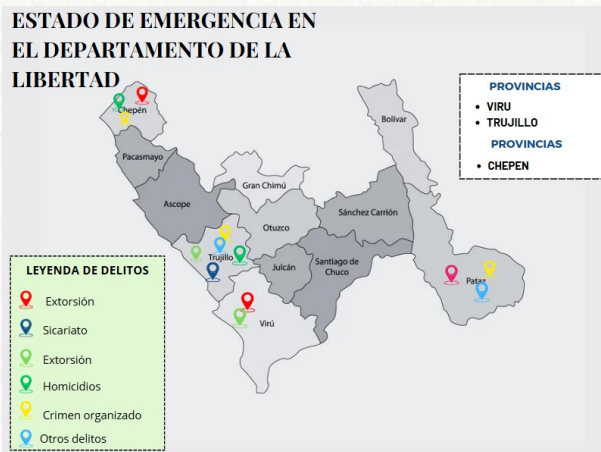 ESTADO DE EMERGENCIA EN
EL DEPARTAMENTO DE LA
LIBERTAD
PROVINCIAS
• VIRU
• TRUJILLO
PROVINCIAS
• CHEPEN
Chepén
Pacasmayo
Ascope
Gran Chimú
Bolívar
Otuzco
Sánchez Carrión
Trujillo
Julcán
Santiago de
Chuco
Pataz
Virú
LEYENDA DE DELITOS
Extorsión
Sicariato
Extorsión
Homicidios
Crimen organizado
Otros delitos